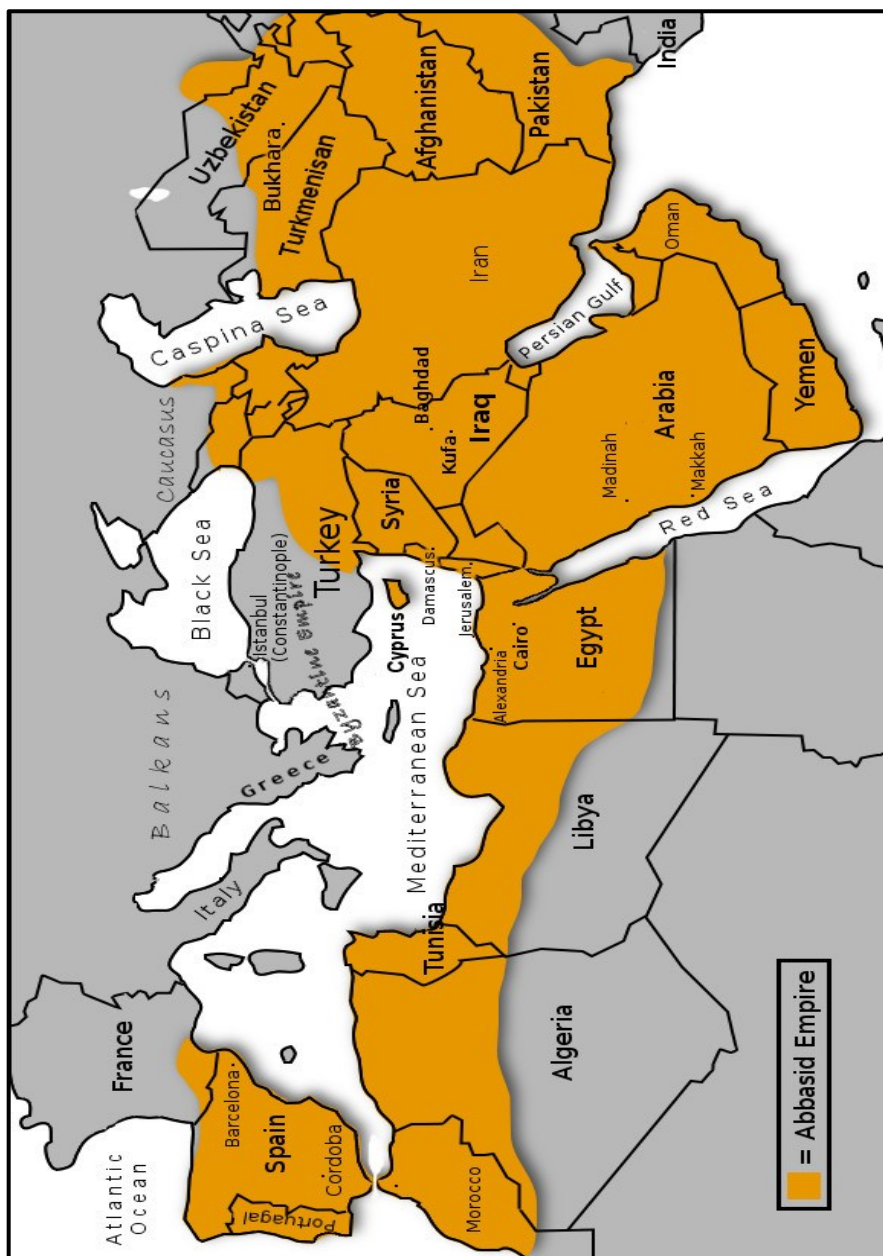 Atlantic
Ocean
France
Balkans
Caucasus
Uzbekistan
Italy
Greece
Black Sea
Caspina Sea
Bukhara
Turkmenisan
Barcelona
Spain
Córdoba
Portuagal
Istanbul
(Constantinople)
Byzantine Empire
Turkey
Afghanistan
Pakistan
India
Mediterranean Sea
Cyprus
Syria
Damascus
Jerusalem
Baghdad
Kufa
Iraq
Iran
Morocco
Algeria
Tunisia
Libya
Alexandria
Cairo
Egypt
Persian Gulf
Madinah
Makkah
Arabia
Red Sea
Oman
Yemen
= Abbasid Empire